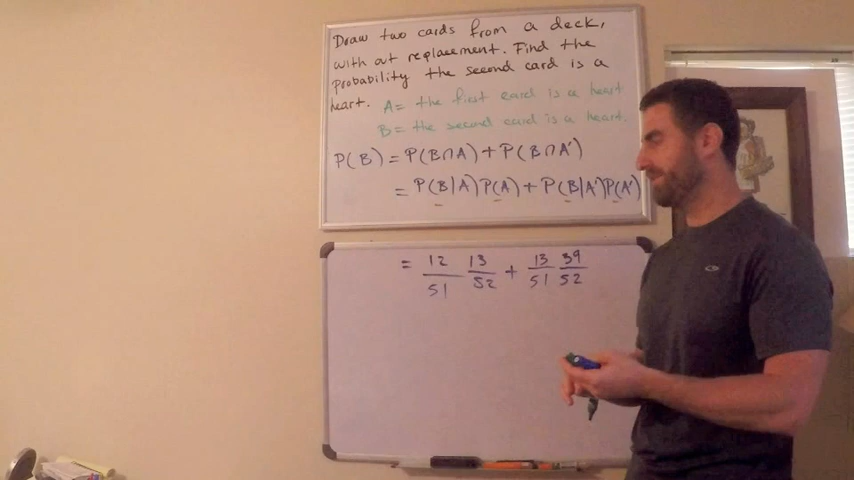 Draw two cards from a deck,
with out replacement. Find the
probability the second card is a
heart. A = the first card is a heart
B = the second card is a heart.
P(B) = P(B∩A) + P(B∩A')
= P(B|A)P(A) + P(B|A')P(A')
= 12/51 13/52 + 13/51 39/52